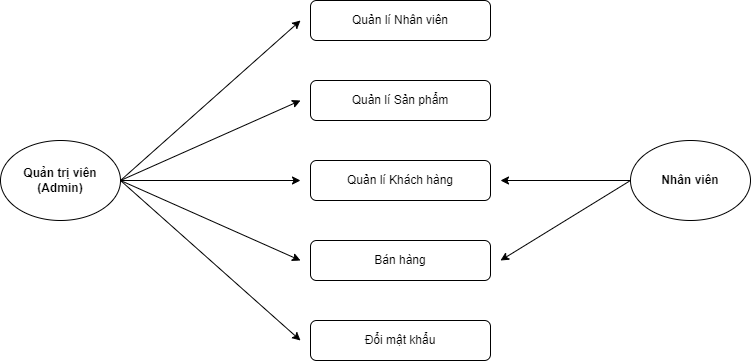 Quản lí Nhân viên
Quản lí Sản phẩm
Quản trị viên
(Admin)
Quản lí Khách hàng
Nhân viên
Bán hàng
Đổi mật khẩu